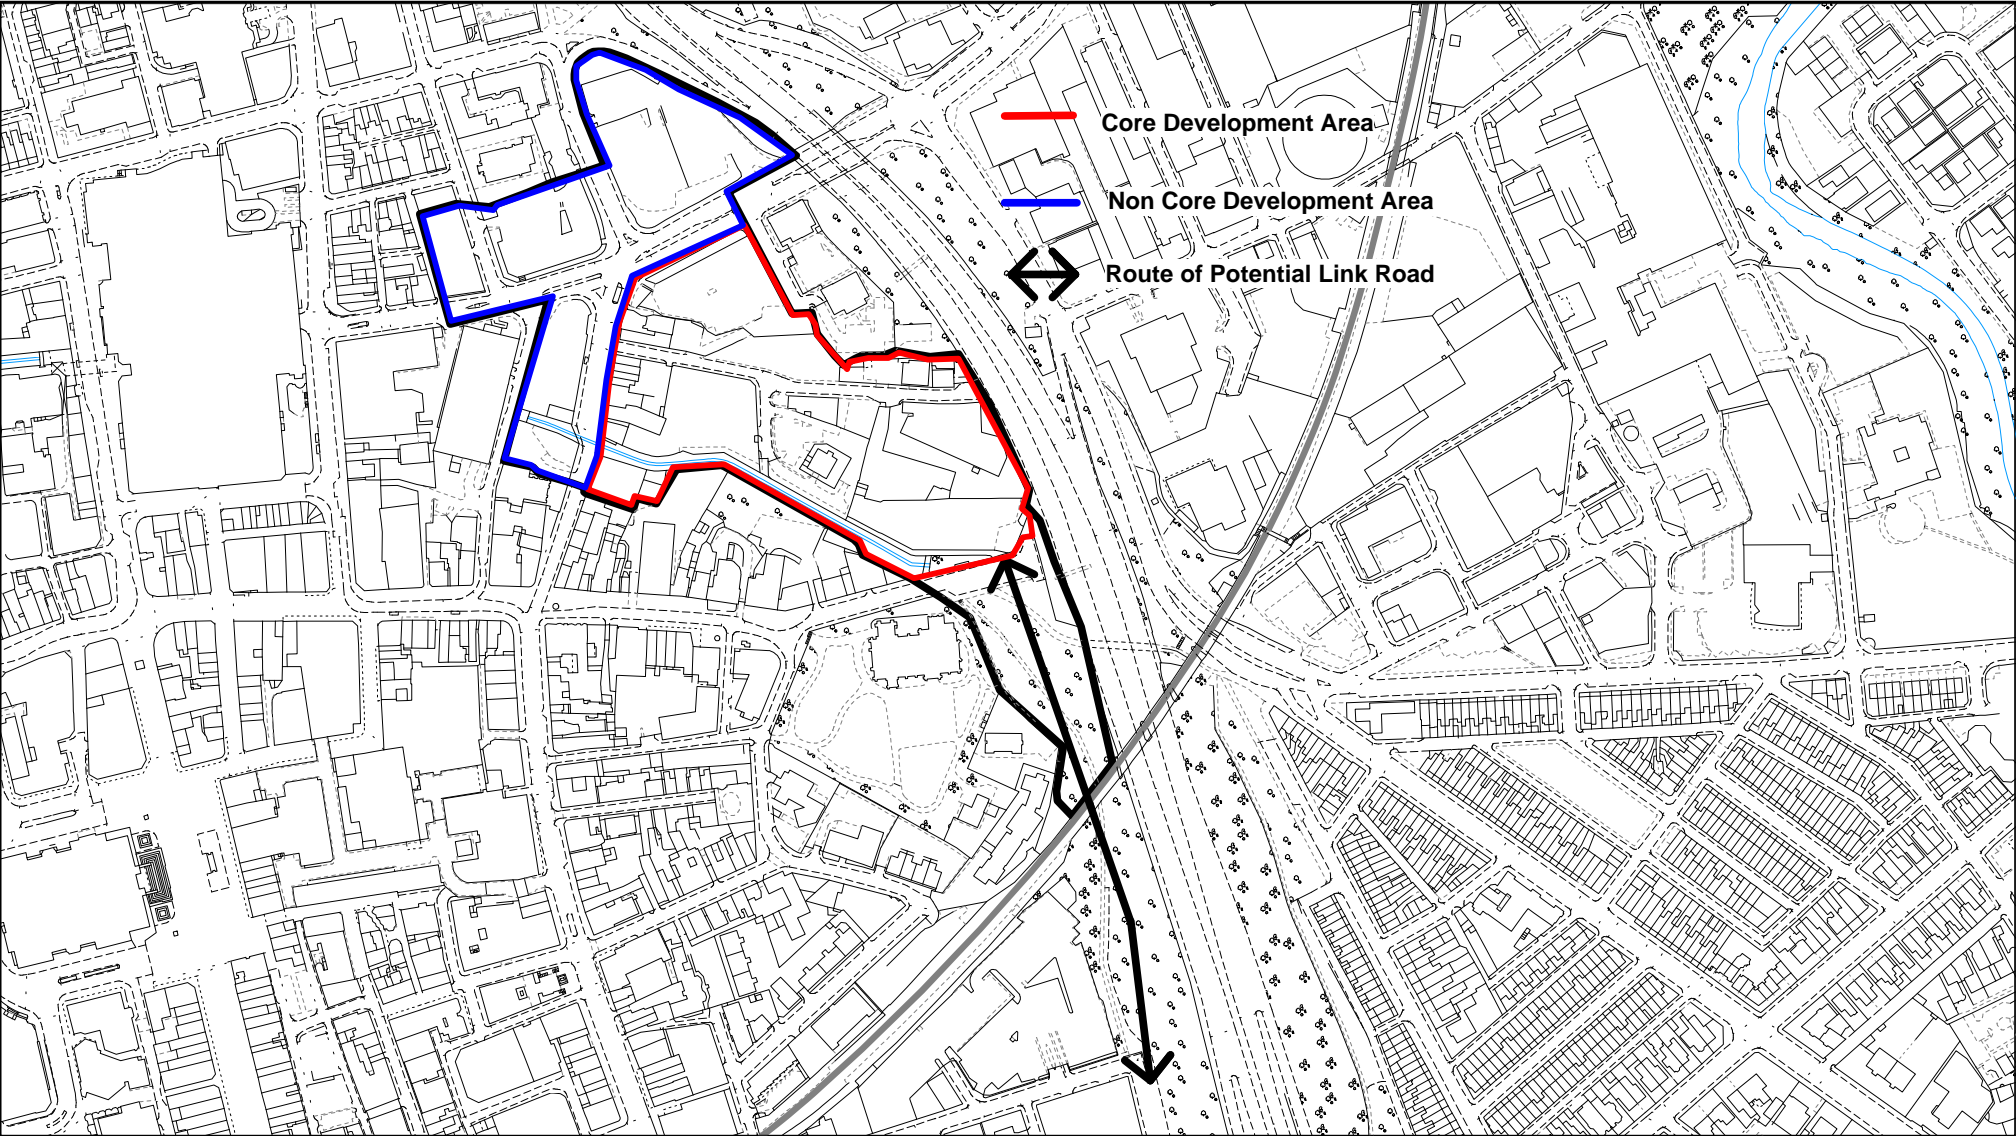 Core Development Area
Non Core Development Area
Route of Potential Link Road